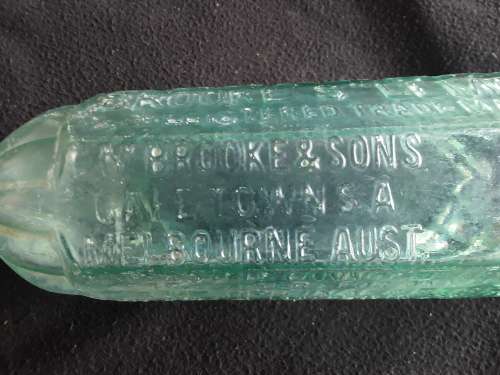 REGISTERED TRADE
M BROOKE & SONS
CAPE TOWN S.A
MELBOURNE AUST.